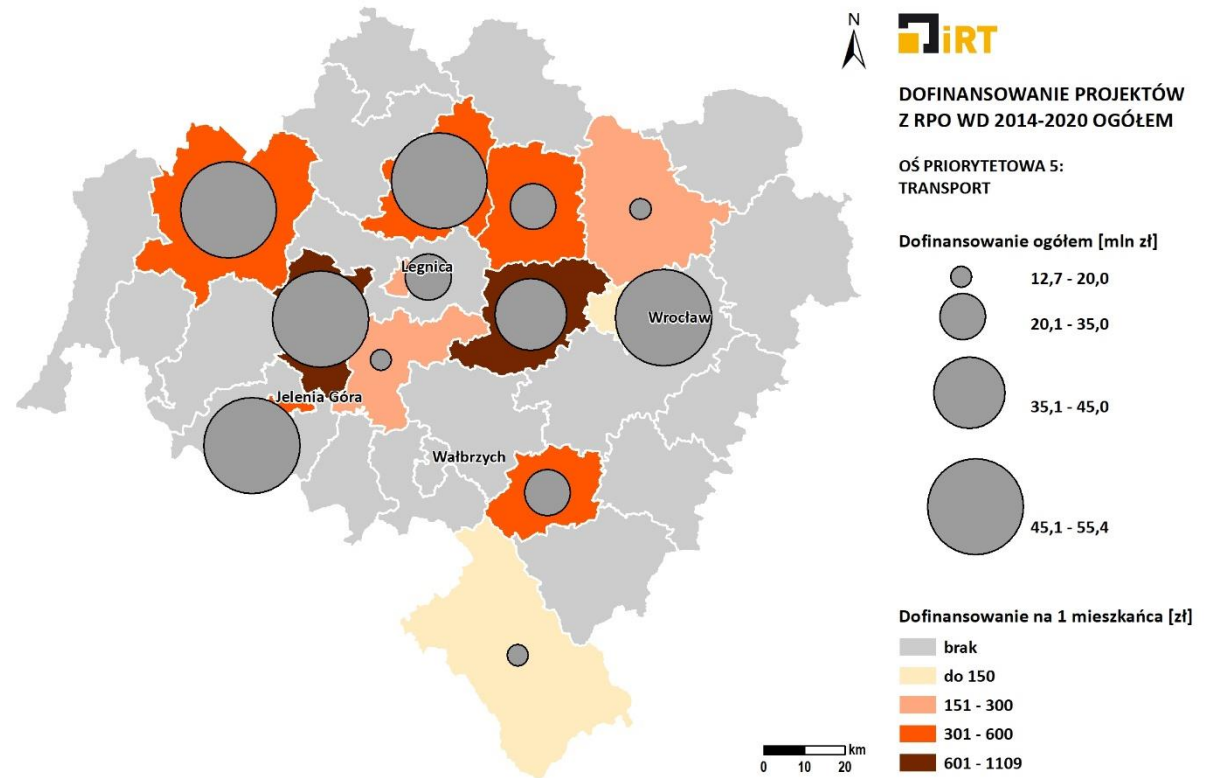 N
iRT
DOFINANSOWANIE PROJEKTÓW
Z RPO WD 2014-2020 OGÓŁEM
OŚ PRIORYTETOWA 5:
TRANSPORT
Dofinansowanie ogółem [mln zł]
12,7 - 20,0
20,1 - 35,0
35,1 - 45,0
45,1 - 55,4
Dofinansowanie na 1 mieszkańca [zł]
brak
do 150
151 - 300
301 - 600
601 - 1109
Legnica
Wrocław
Jelenia Góra
Wałbrzych
km
0 10 20